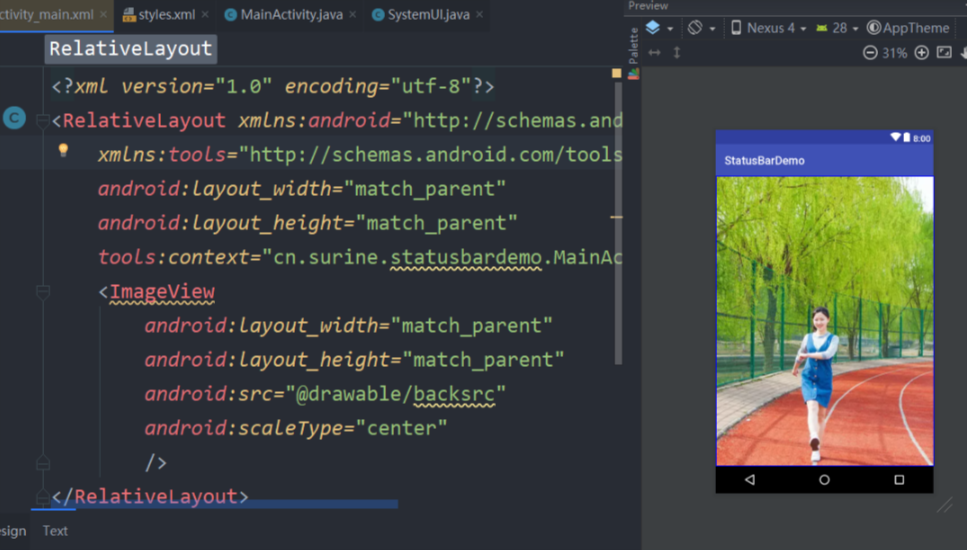 ctivity_main.xml × styles.xml × MainActivity.java × SystemUI.java ×
RelativeLayout
<?xml version="1.0" encoding="utf-8"?>
<RelativeLayout xmlns:android="http://schemas.and
xmlns:tools="http://schemas.android.com/tools
android:layout_width="match_parent"
android:layout_height="match_parent"
tools:context="cn.surine.statusbardemo.MainAc
<ImageView
android:layout_width="match_parent"
android:layout_height="match_parent"
android:src="@drawable/backsrc"
android:scaleType="center"
/>
</RelativeLayout>
esign Text
Preview
Palette
Nexus 4 28 AppTheme
31%
8:00
StatusBarDemo